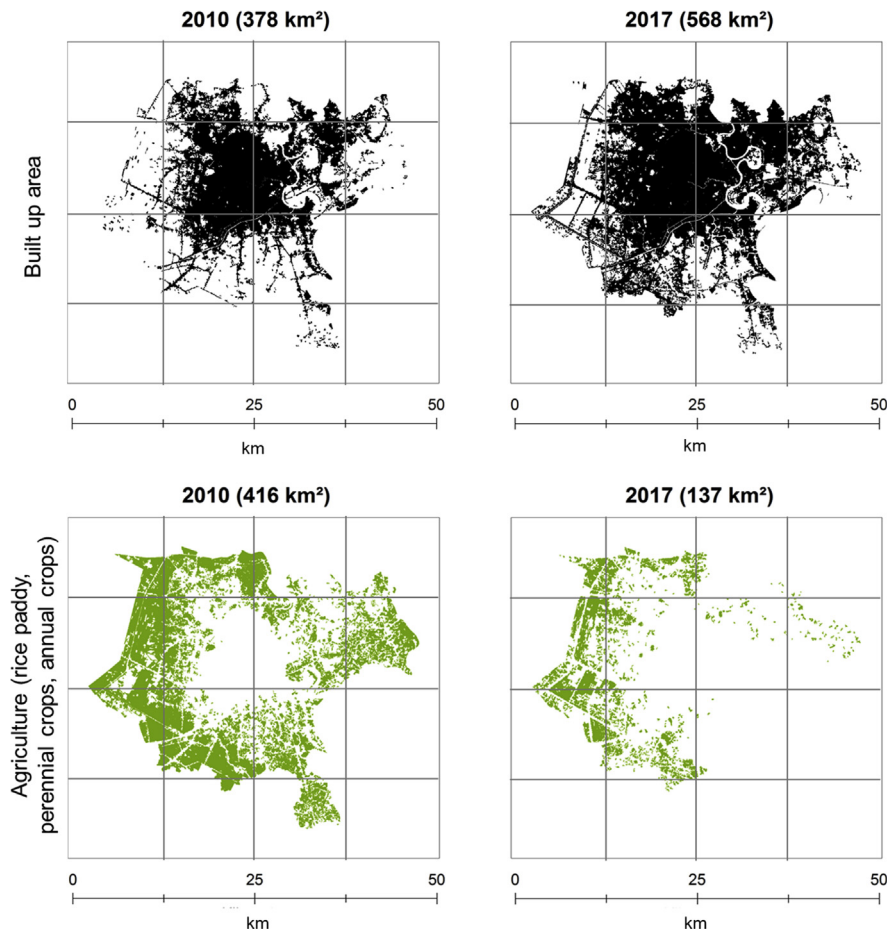 2010 (378 km²)
2017 (568 km²)
Built up area
0 25 50
km
0 25 50
km
2010 (416 km²)
2017 (137 km²)
Agriculture (rice paddy,
perennial crops, annual crops)
0 25 50
km
0 25 50
km